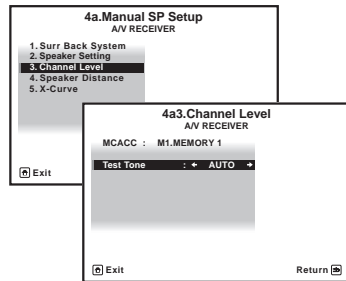 4a.Manual SP Setup
A/V RECEIVER
1. Surr Back System
2. Speaker Setting
3. Channel Level
4. Speaker Distance
5. X-Curve
Exit
4a3.Channel Level
A/V RECEIVER
MCACC : M1.MEMORY 1
Test Tone : ← AUTO →
Exit Return